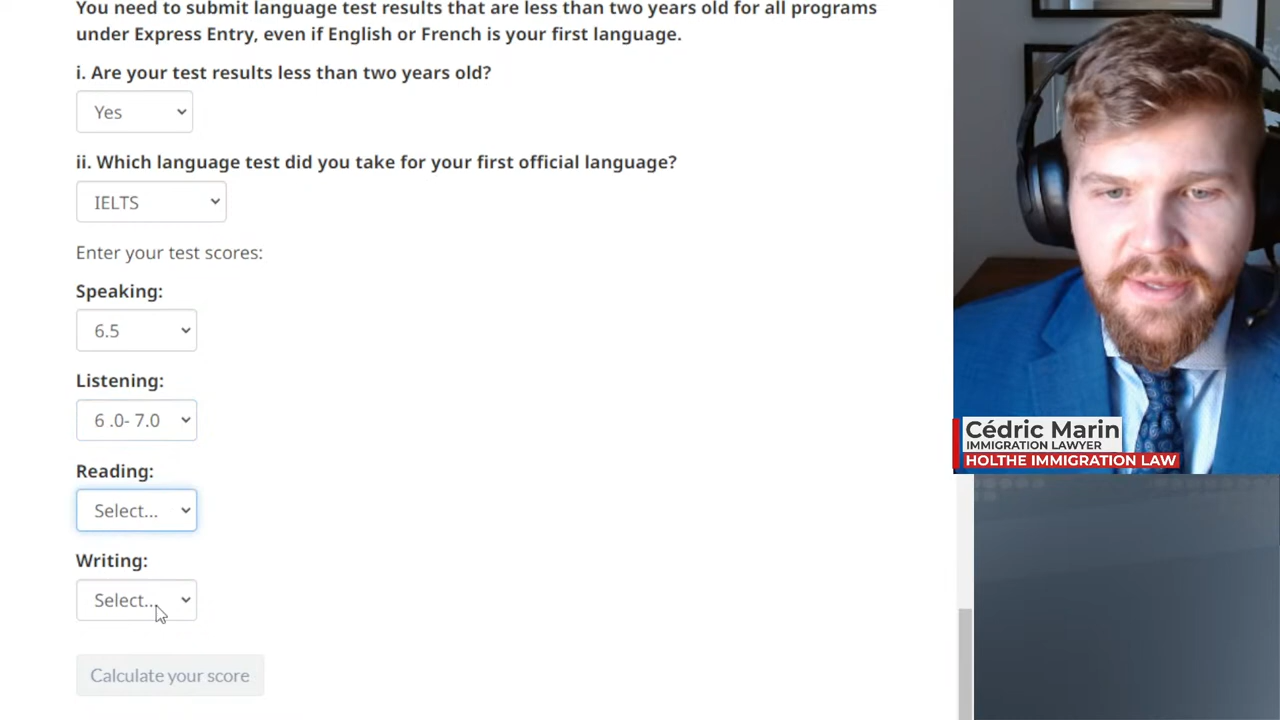 You need to submit language test results that are less than two years old for all programs
under Express Entry, even if English or French is your first language.
i. Are your test results less than two years old?
Yes
ii. Which language test did you take for your first official language?
IELTS
Enter your test scores:
Speaking:
6.5
Listening:
6 .0- 7.0
Reading:
Select...
Writing:
Select...
Calculate your score
Cédric Marin
IMMIGRATION LAWYER
HOLTHE IMMIGRATION LAW